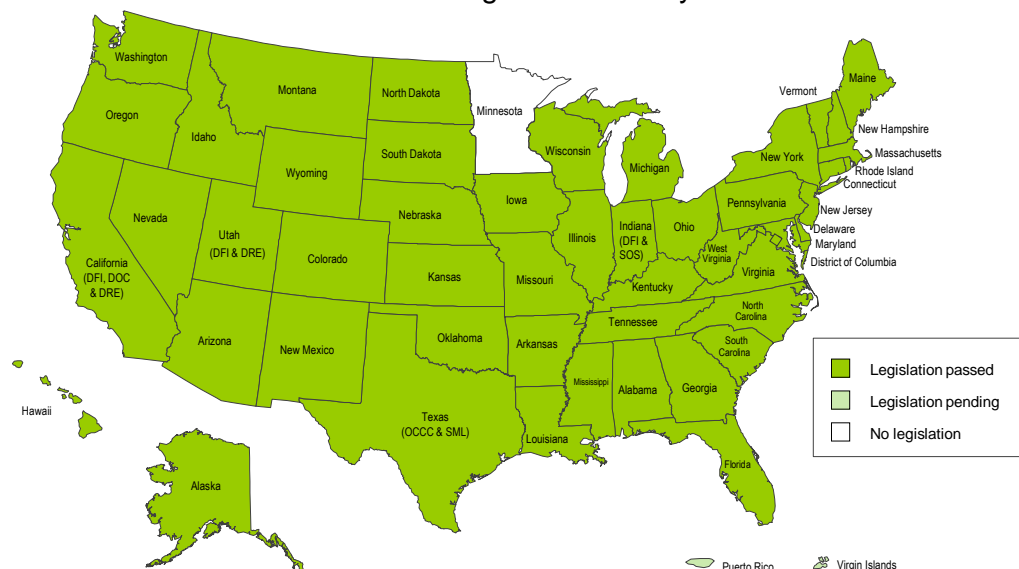 Washington
Oregon
Idaho
Montana
North Dakota
South Dakota
Minnesota
Wyoming
Nebraska
Wisconsin
Michigan
Iowa
Illinois
Indiana
(DFI &
SOS)
Ohio
Pennsylvania
New York
Vermont
Maine
New Hampshire
Massachusetts
Rhode Island
Connecticut
New Jersey
Delaware
Maryland
District of Columbia
West
Virginia
Virginia
Nevada
Utah
(DFI & DRE)
Colorado
Kansas
Missouri
Kentucky
California
(DFI, DOC
& DRE)
Arizona
New Mexico
Oklahoma
Arkansas
Tennessee
North
Carolina
South
Carolina
Mississippi
Alabama
Georgia
Texas
(OCCC & SML)
Louisiana
Florida
Hawaii
Alaska
Legislation passed
Legislation pending
No legislation
Puerto Rico
Virgin Islands